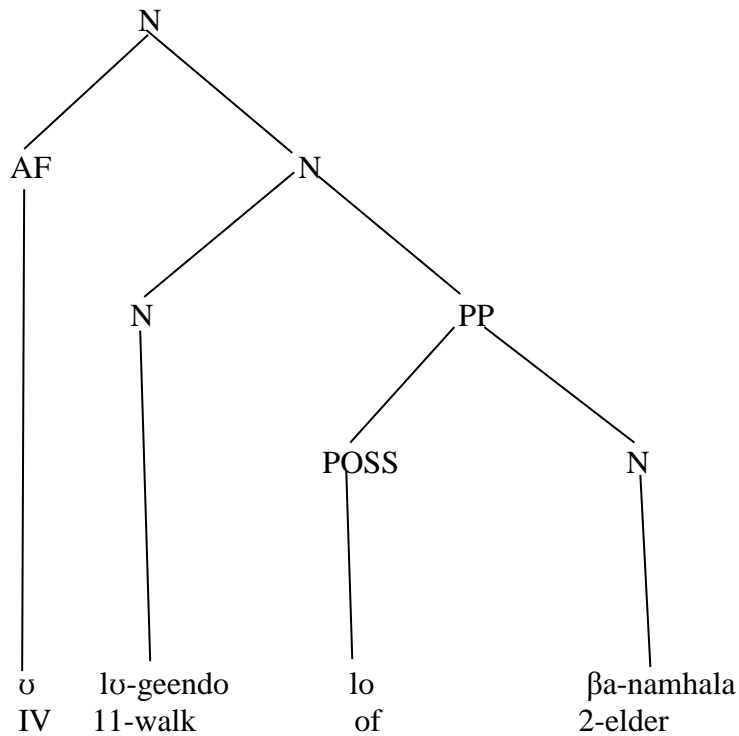 N
AF N
N PP
POSS N
ʊ lʊ-geendo lo βa-namhala
IV 11-walk of 2-elder